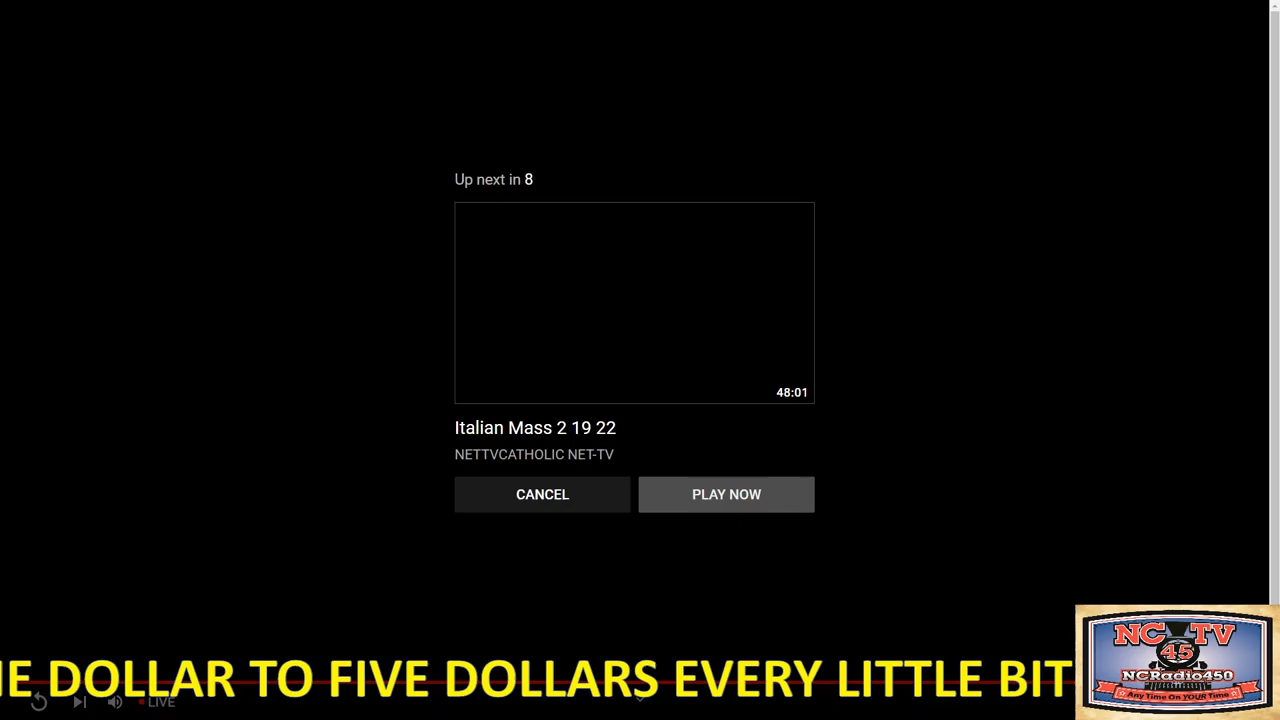 Up next in 8
48:01
Italian Mass 2 19 22
NETTVCATHOLIC NET-TV
CANCEL
PLAY NOW
DOLLAR TO FIVE DOLLARS EVERY LITTLE BIT
LIVE
NC TV
45
NCRadio450
Any Time On YOUR Time